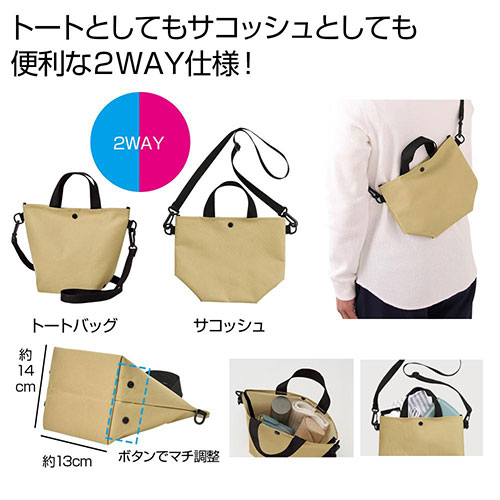 トートとしてもサコッシュとしても
便利な2WAY仕様！
2WAY
トートバッグ
サコッシュ
約
14
cm
約13cm
ボタンでマチ調整